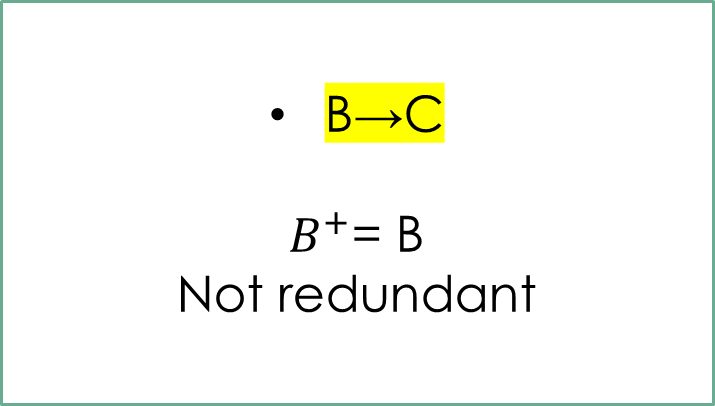 • B→C
B⁺= B
Not redundant